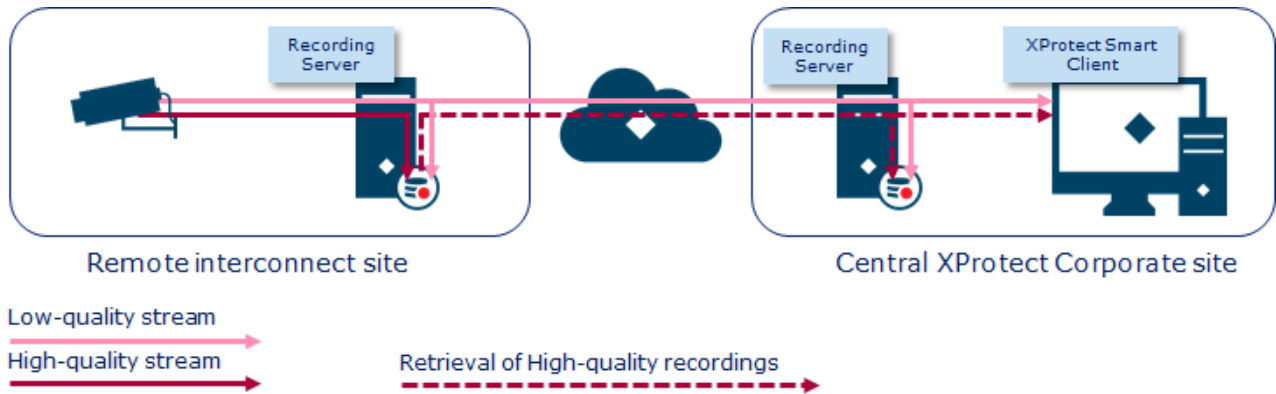 Recording
Server
Recording
Server
XProtect Smart
Client
Remote interconnect site
Central XProtect Corporate site
Low-quality stream
High-quality stream
Retrieval of High-quality recordings